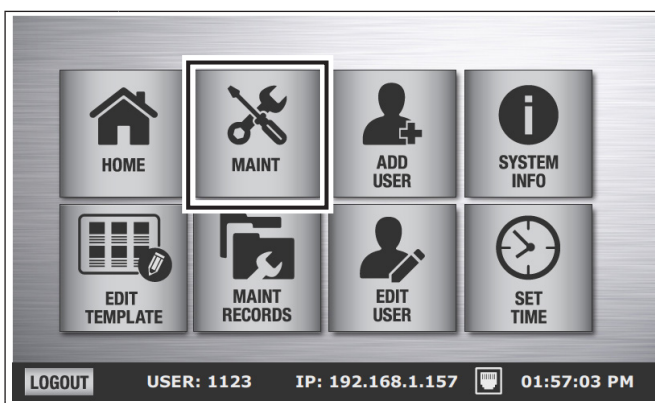 HOME
MAINT
ADD
USER
SYSTEM
INFO
EDIT
TEMPLATE
MAINT
RECORDS
EDIT
USER
SET
TIME
LOGOUT USER: 1123 IP: 192.168.1.157 01:57:03 PM